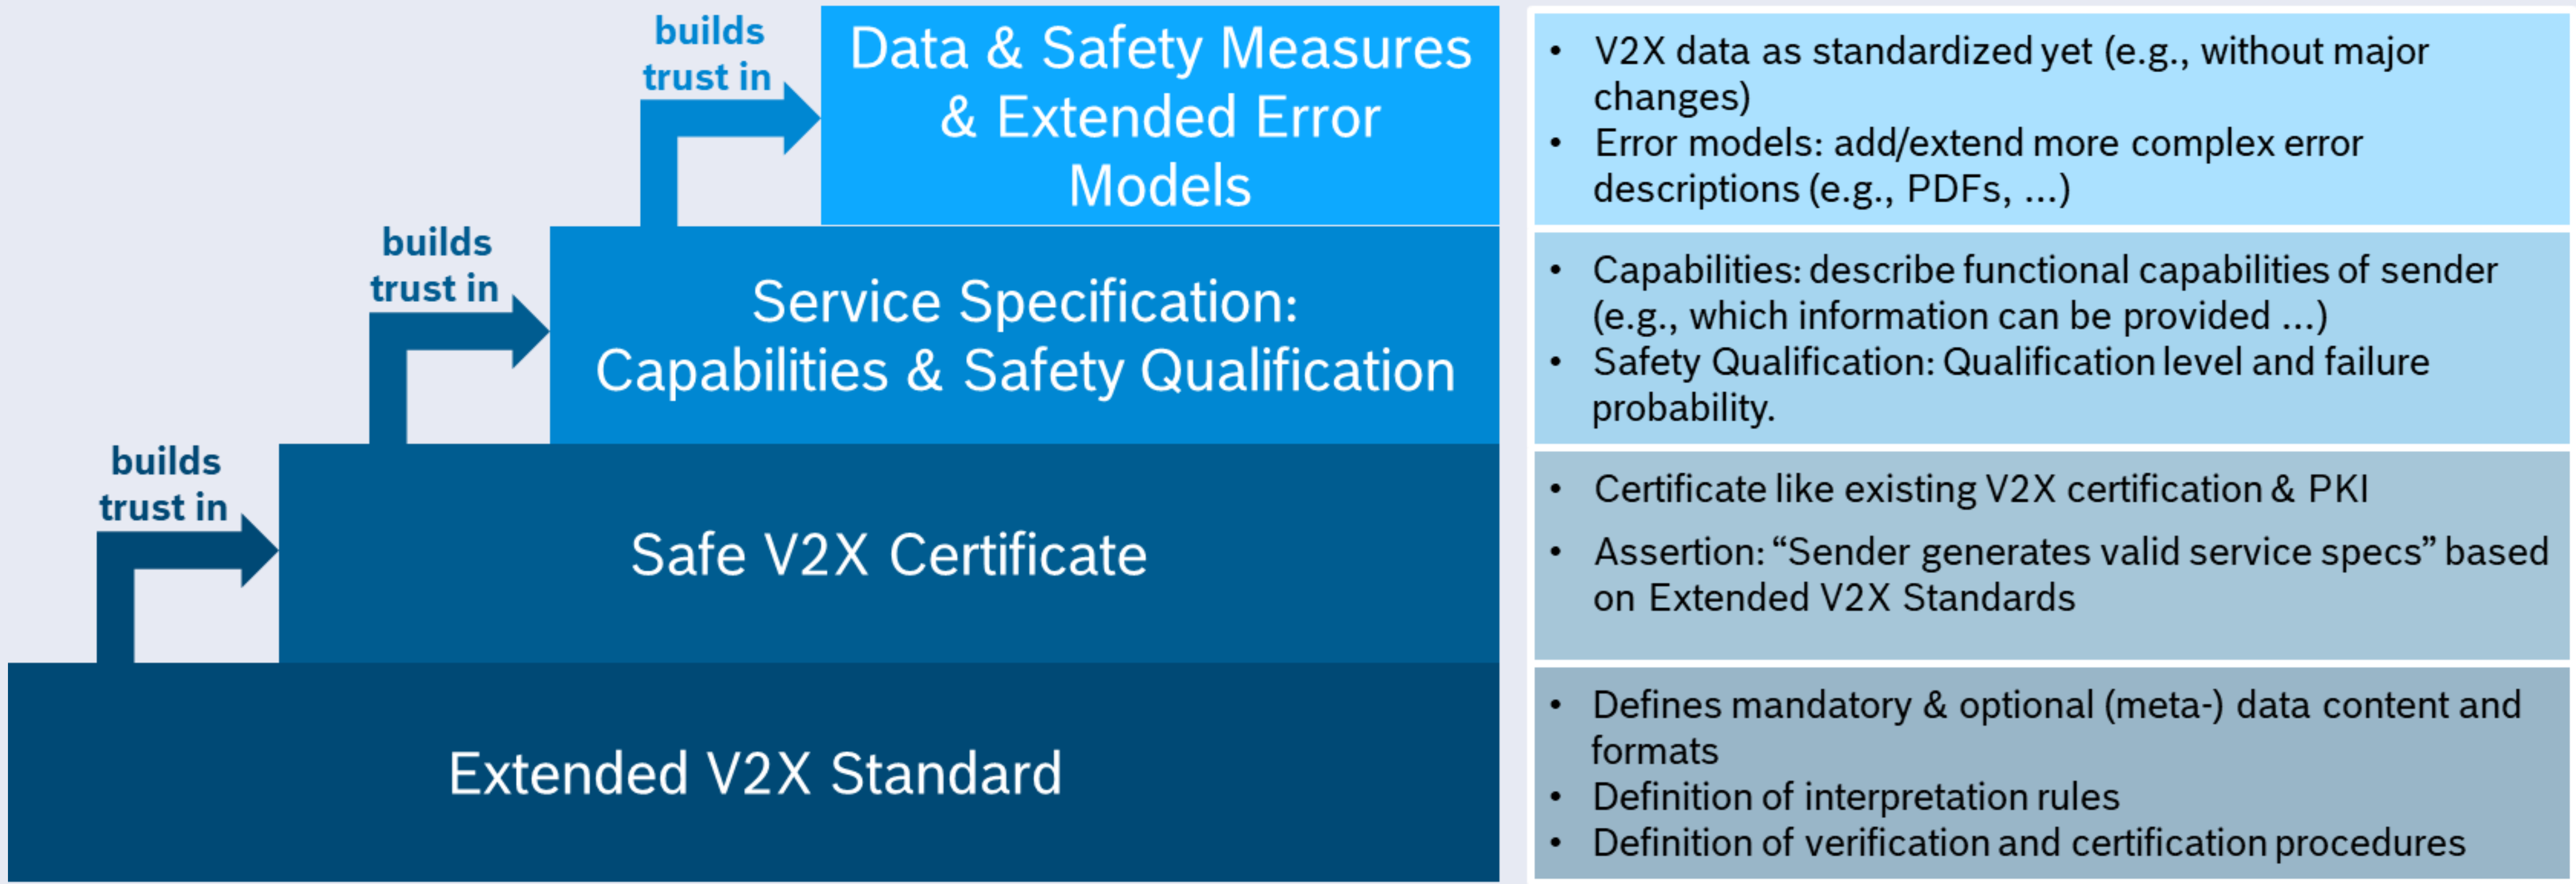 builds
trust in
Data & Safety Measures
& Extended Error
Models
• V2X data as standardized yet (e.g., without major
changes)
• Error models: add/extend more complex error
descriptions (e.g., PDFs, ...)
builds
trust in
Service Specification:
Capabilities & Safety Qualification
• Capabilities: describe functional capabilities of sender
(e.g., which information can be provided ...)
• Safety Qualification: Qualification level and failure
probability.
builds
trust in
Safe V2X Certificate
• Certificate like existing V2X certification & PKI
• Assertion: “Sender generates valid service specs” based
on Extended V2X Standards
Extended V2X Standard
• Defines mandatory & optional (meta-) data content and
formats
• Definition of interpretation rules
• Definition of verification and certification procedures